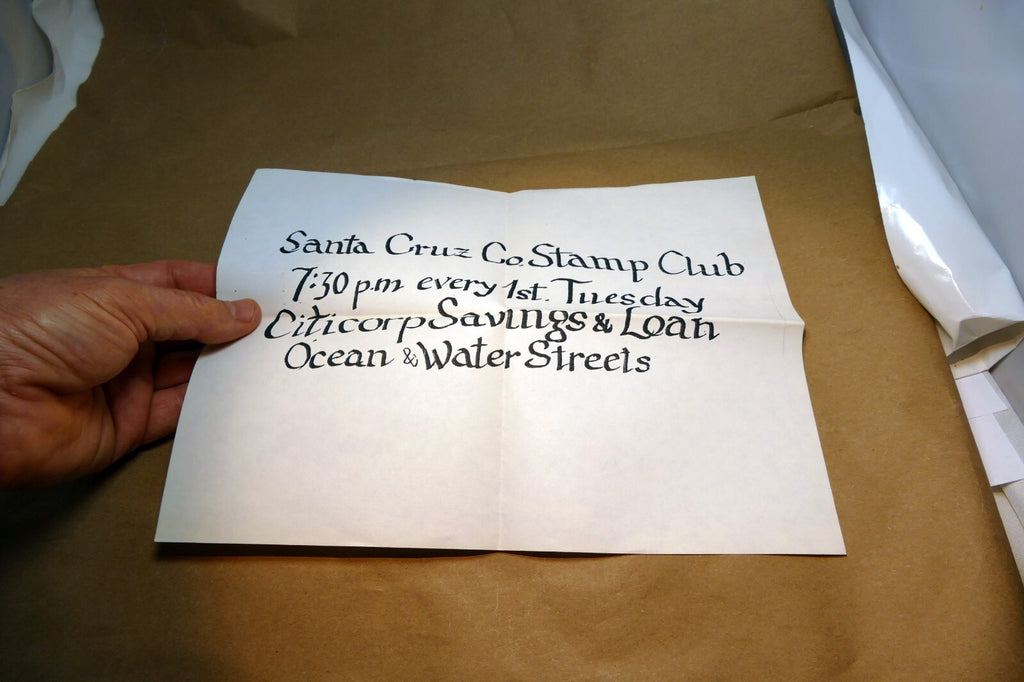 Santa Cruz Co. Stamp Club
7:30 p.m every 1st. Tuesday
Citicorp Savings & Loan
Ocean & Water Streets